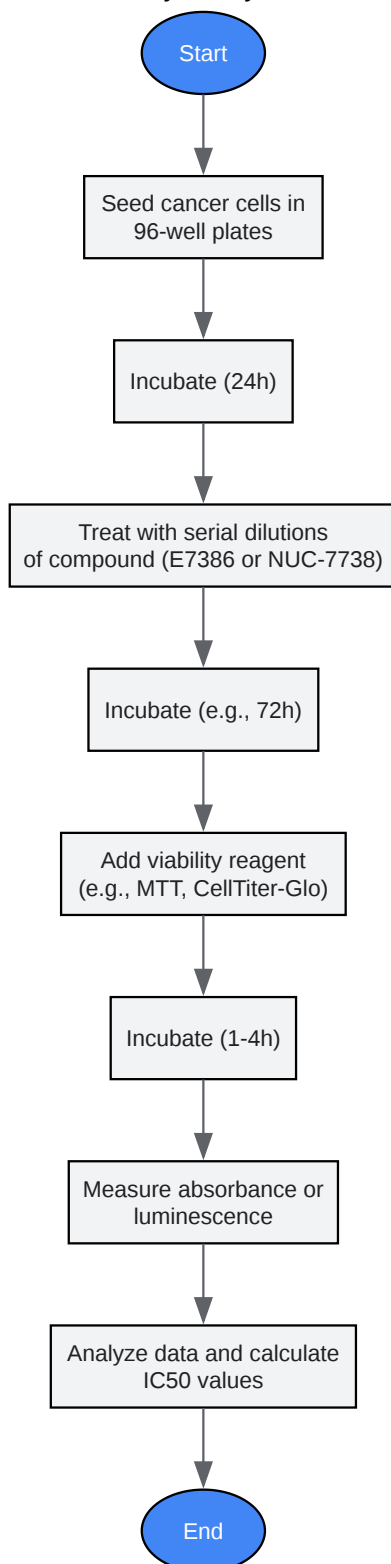 Start
Seed cancer cells in
96-well plates
Incubate (24h)
Treat with serial dilutions
of compound (E7386 or NUC-7738)
Incubate (e.g., 72h)
Add viability reagent
(e.g., MTT, CellTiter-Glo)
Incubate (1-4h)
Measure absorbance or
luminescence
Analyze data and calculate
IC50 values
End